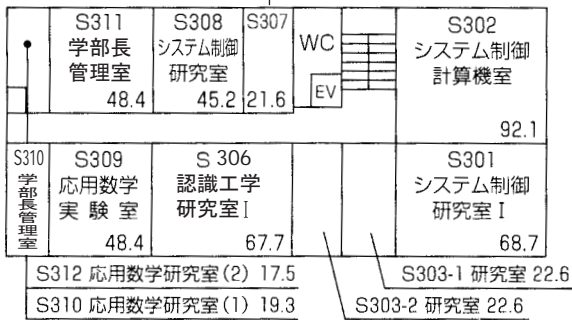 S311
学部長
管理室
48.4
S308
システム制御
研究室
45.2
S307
21.6
WC
EV
S302
システム制御
計算機室
92.1
S310
学部長管理室
S309
応用数学
実験室
48.4
S 306
認識工学
研究室I
67.7
S301
システム制御
研究室 I
68.7
S312 応用数学研究室(2) 17.5
S310 応用数学研究室(1) 19.3
S303-1 研究室 22.6
S303-2 研究室 22.6